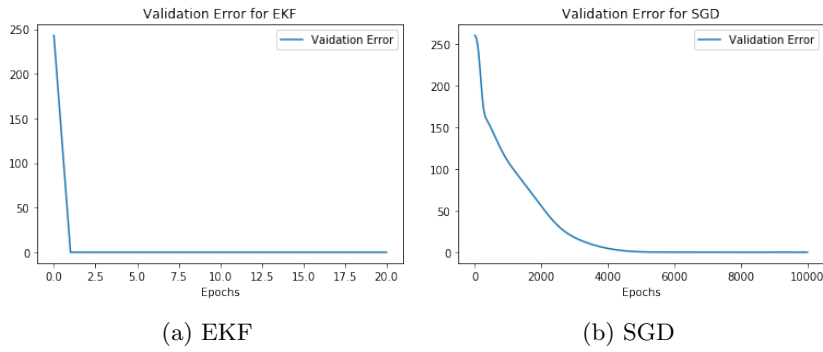 Validation Error for EKF
Vaidation Error
250
200
150
100
50
0
0.0 2.5 5.0 7.5 10.0 12.5 15.0 17.5 20.0
Epochs
(a) EKF
Validation Error for SGD
Validation Error
250
200
150
100
50
0
0 2000 4000 6000 8000 10000
Epochs
(b) SGD